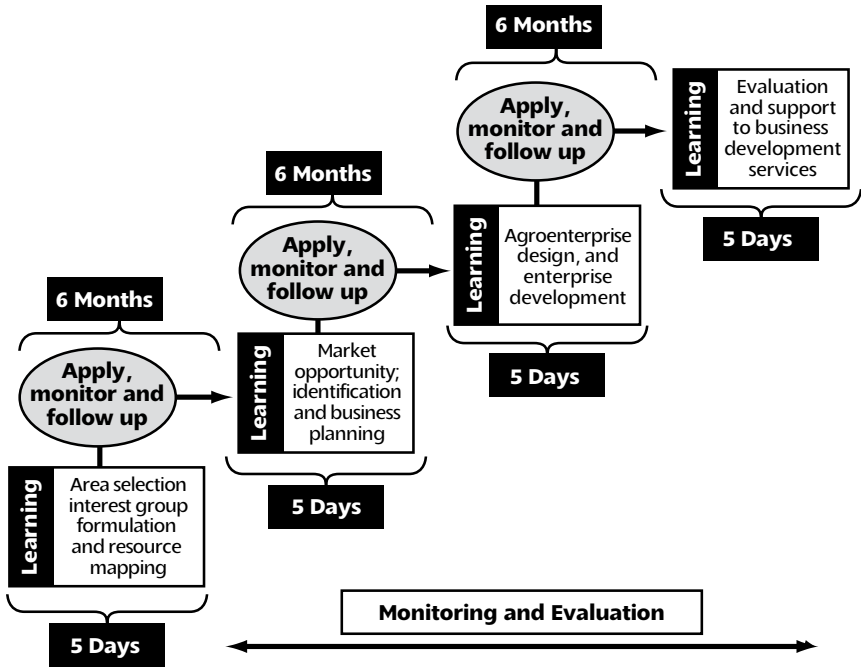 6 Months
Apply,
monitor and
follow up
Learning
Area selection
interest group
formulation
and resource
mapping
5 Days
6 Months
Apply,
monitor and
follow up
Learning
Market
opportunity;
identification
and business
planning
5 Days
6 Months
Apply,
monitor and
follow up
Learning
Agroenterprise
design, and
enterprise
development
5 Days
Learning
Evaluation
and support
to business
development
services
5 Days
Monitoring and Evaluation